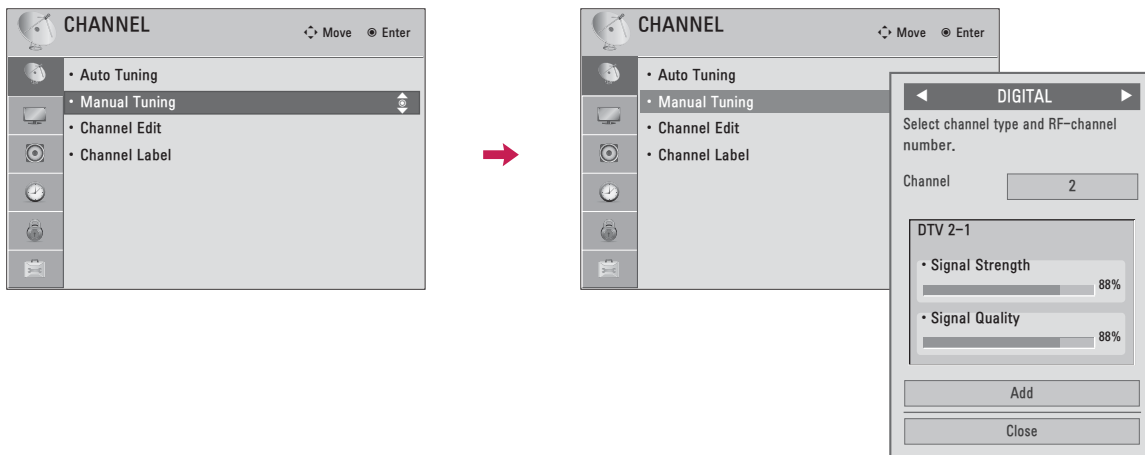 CHANNEL
Move
Enter
• Auto Tuning
• Manual Tuning
• Channel Edit
• Channel Label
CHANNEL
Move
Enter
• Auto Tuning
• Manual Tuning
• Channel Edit
• Channel Label
◀ DIGITAL ▶
Select channel type and RF-channel
number.
Channel 2
DTV 2-1
• Signal Strength
88%
• Signal Quality
88%
Add
Close